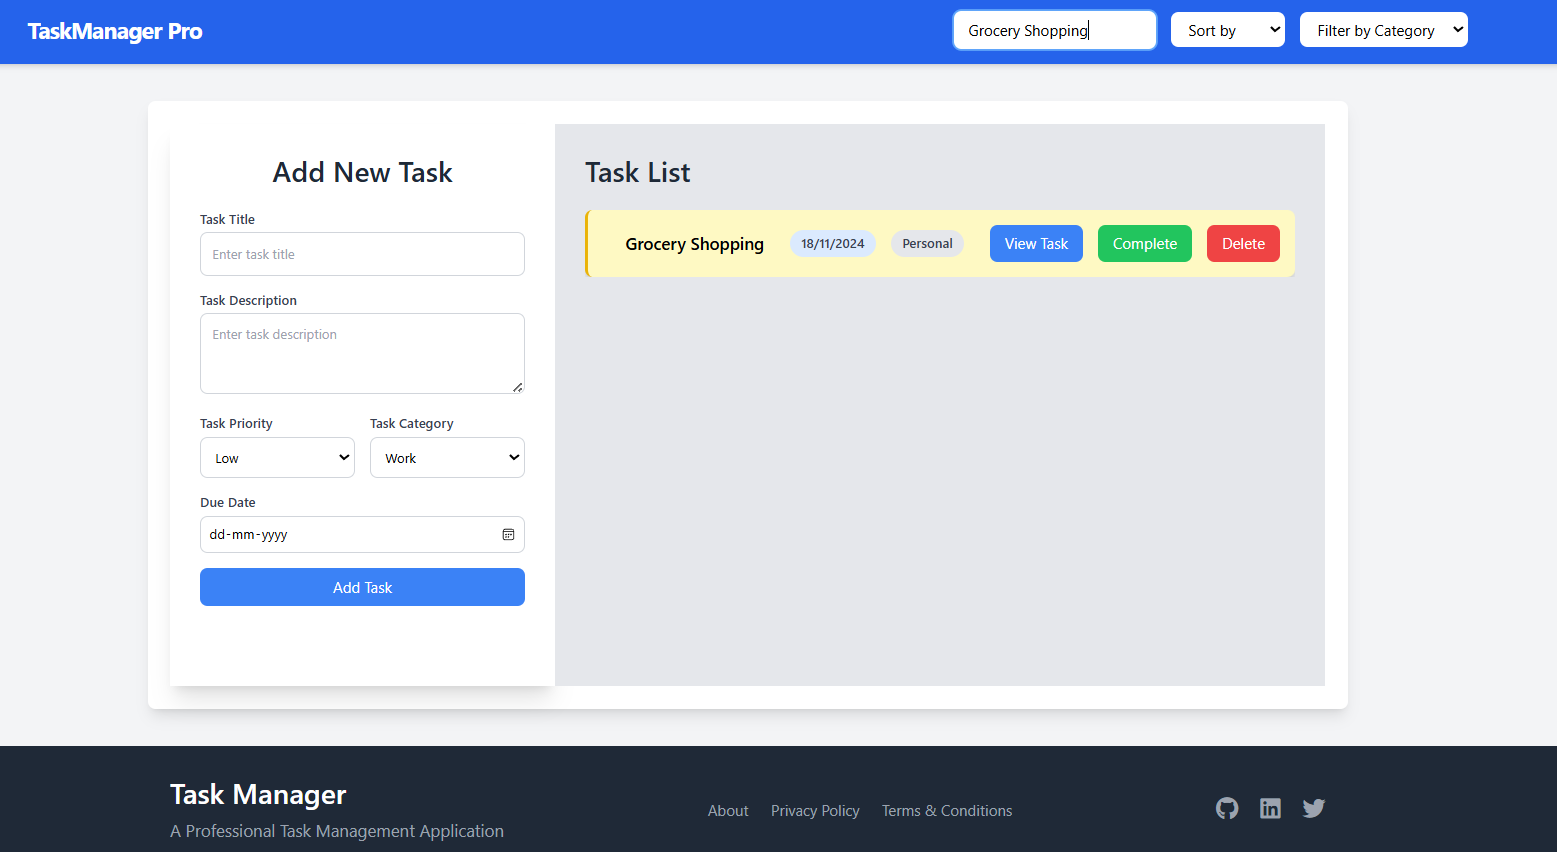 TaskManager Pro
Grocery Shopping
Sort by
Filter by Category
Add New Task
Task Title
Enter task title
Task Description
Enter task description
Task Priority
Task Category
Low
Work
Due Date
dd-mm-yyyy
Add Task
Task List
Grocery Shopping
18/11/2024
Personal
View Task
Complete
Delete
Task Manager
A Professional Task Management Application
About
Privacy Policy
Terms & Conditions
in